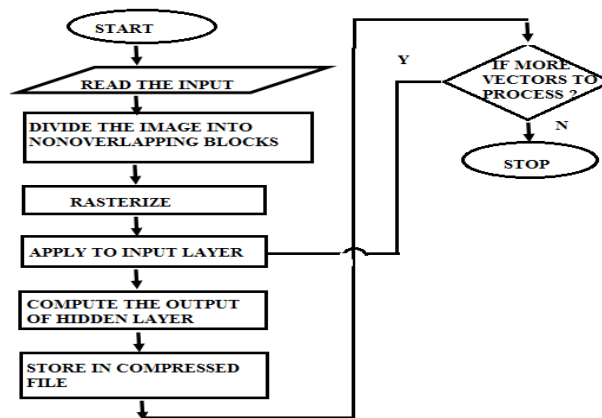 START
READ THE INPUT
DIVIDE THE IMAGE INTO
NONOVERLAPPING BLOCKS
RASTERIZE
APPLY TO INPUT LAYER
COMPUTE THE OUTPUT
OF HIDDEN LAYER
STORE IN COMPRESSED
FILE
IF MORE
VECTORS TO
PROCESS ?
Y
N
STOP